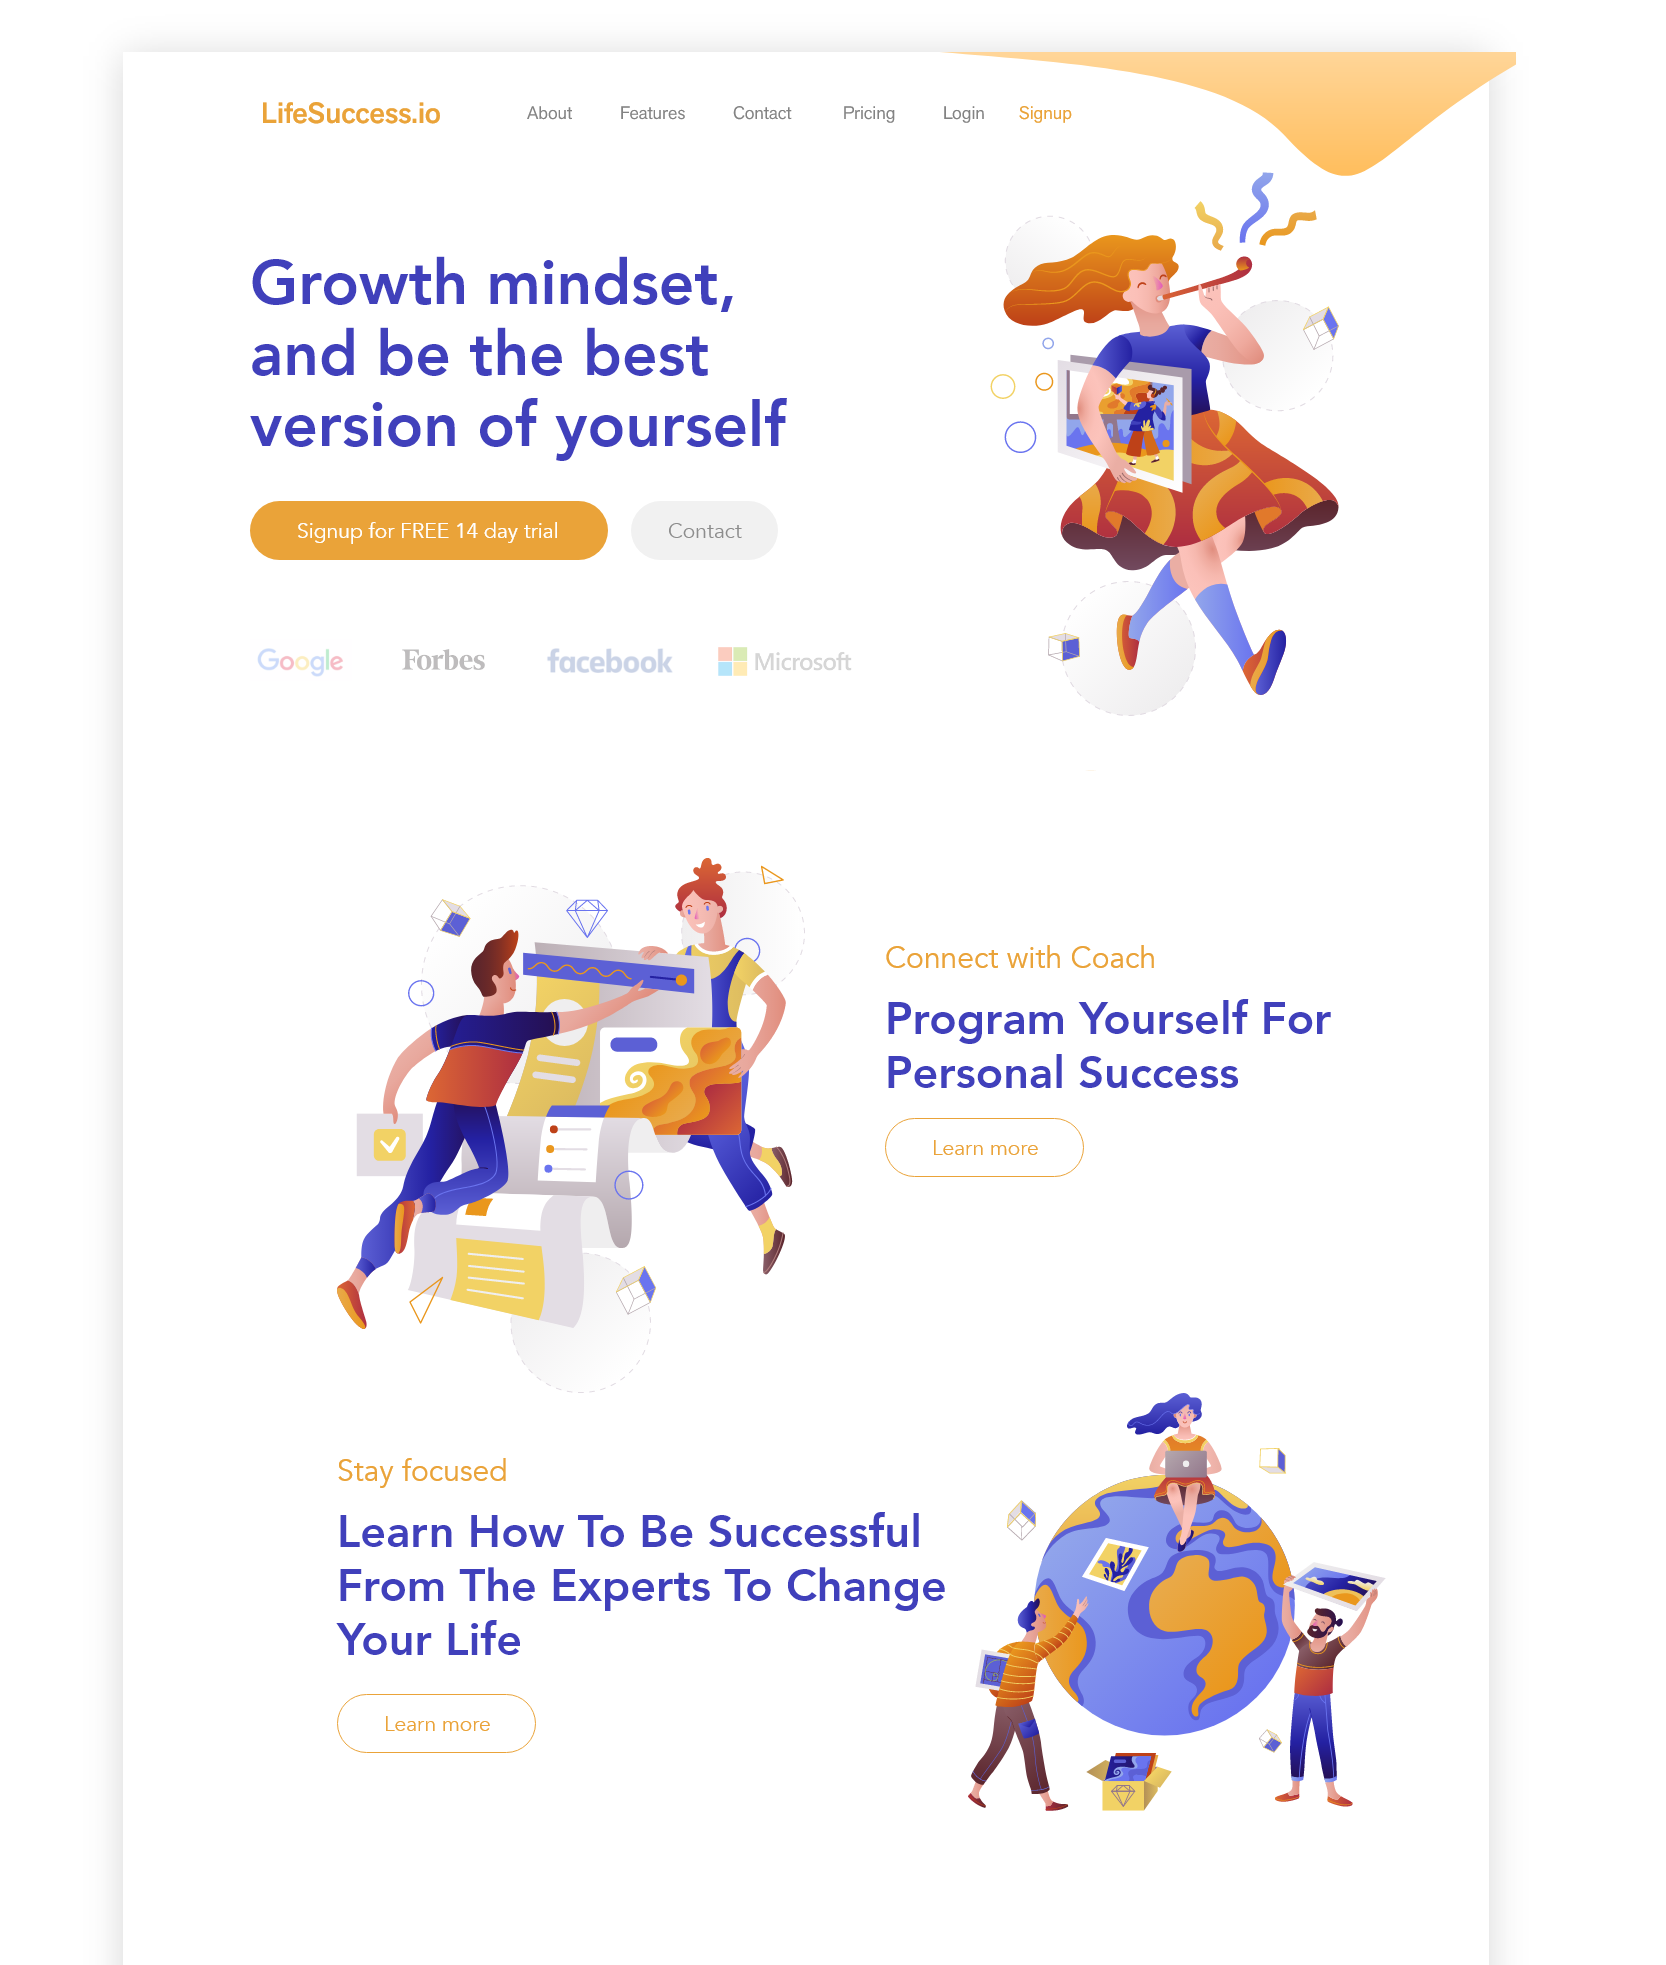 LifeSuccess.io
About Features Contact Pricing Login Signup
Growth mindset,
and be the best
version of yourself
Signup for FREE 14 day trial
Contact
Google Forbes facebook Microsoft
Connect with Coach
Program Yourself For
Personal Success
Learn more
Stay focused
Learn How To Be Successful
From The Experts To Change
Your Life
Learn more